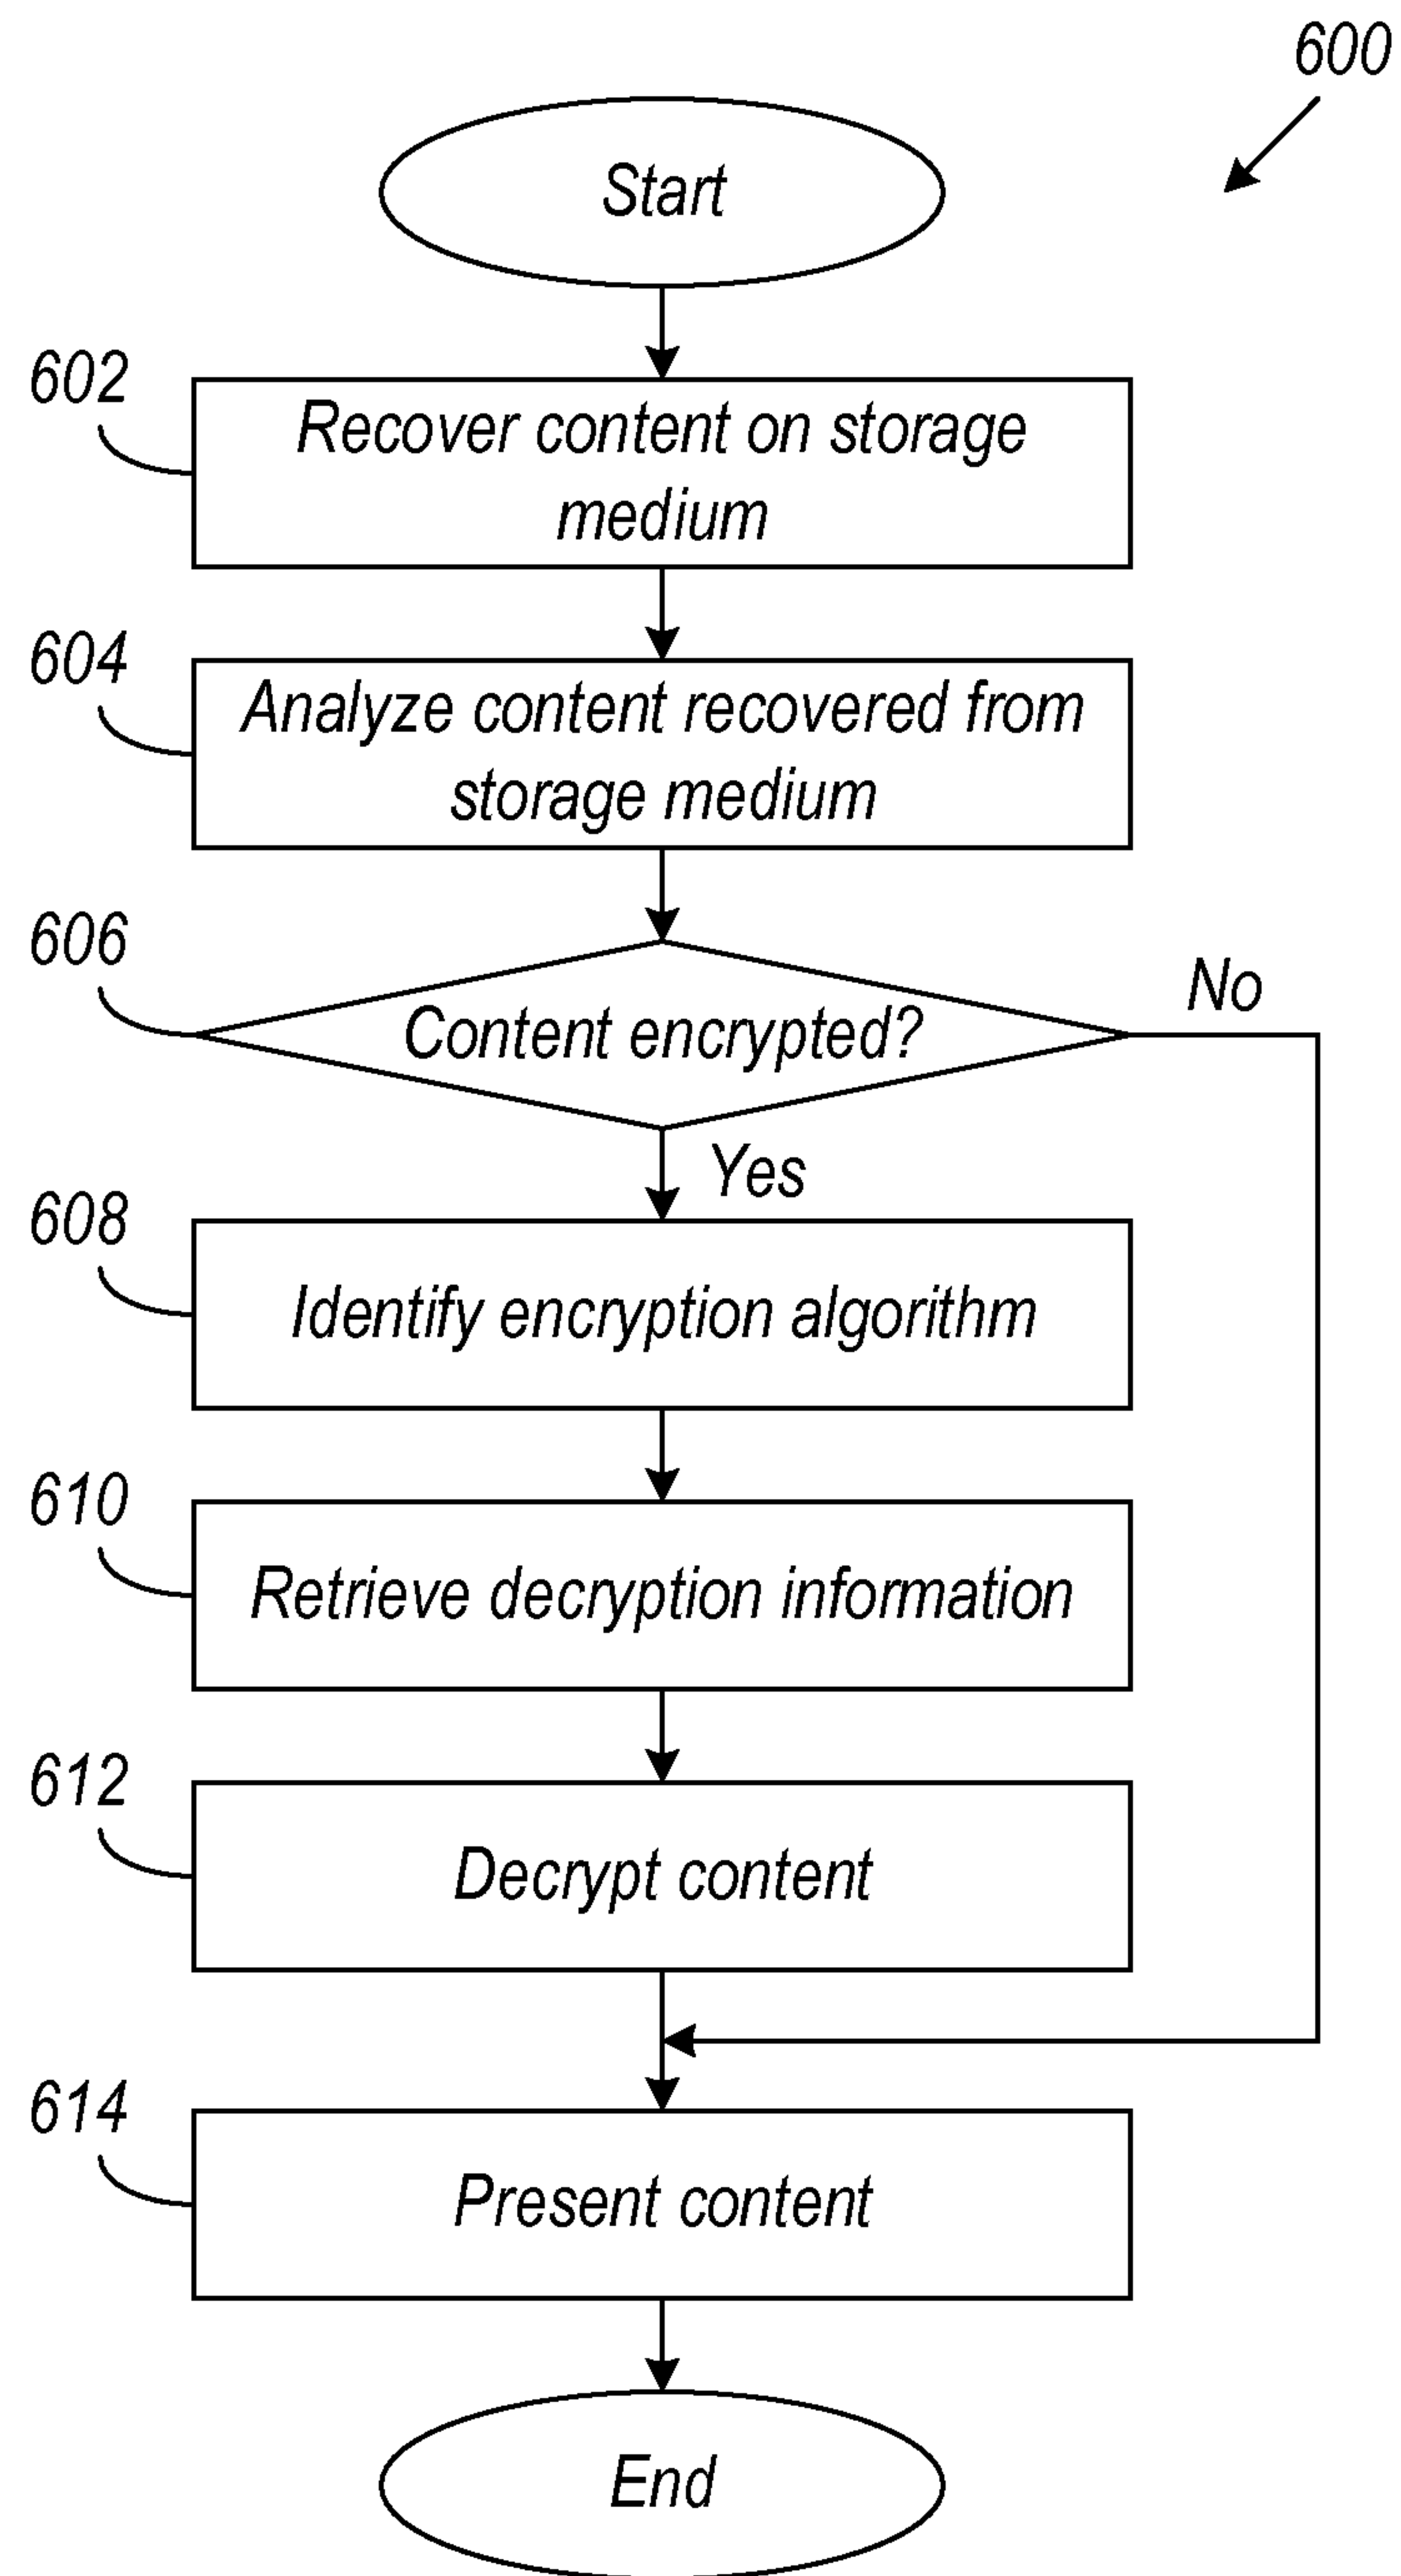 600
Start
602
Recover content on storage
medium
604
Analyze content recovered from
storage medium
606
Content encrypted?
No
Yes
608
Identify encryption algorithm
610
Retrieve decryption information
612
Decrypt content
614
Present content
End